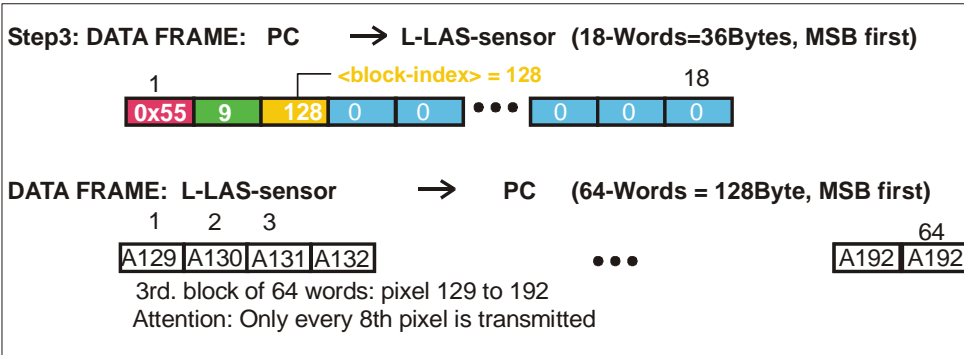 Step3: DATA FRAME: PC → L-LAS-sensor (18-Words=36Bytes, MSB first)
<block-index> = 128
1 18
0x55 9 128 0 0 ••• 0 0 0
DATA FRAME: L-LAS-sensor → PC (64-Words = 128Byte, MSB first)
1 2 3 64
A129 A130 A131 A132 ••• A192 A192
3rd. block of 64 words: pixel 129 to 192
Attention: Only every 8th pixel is transmitted